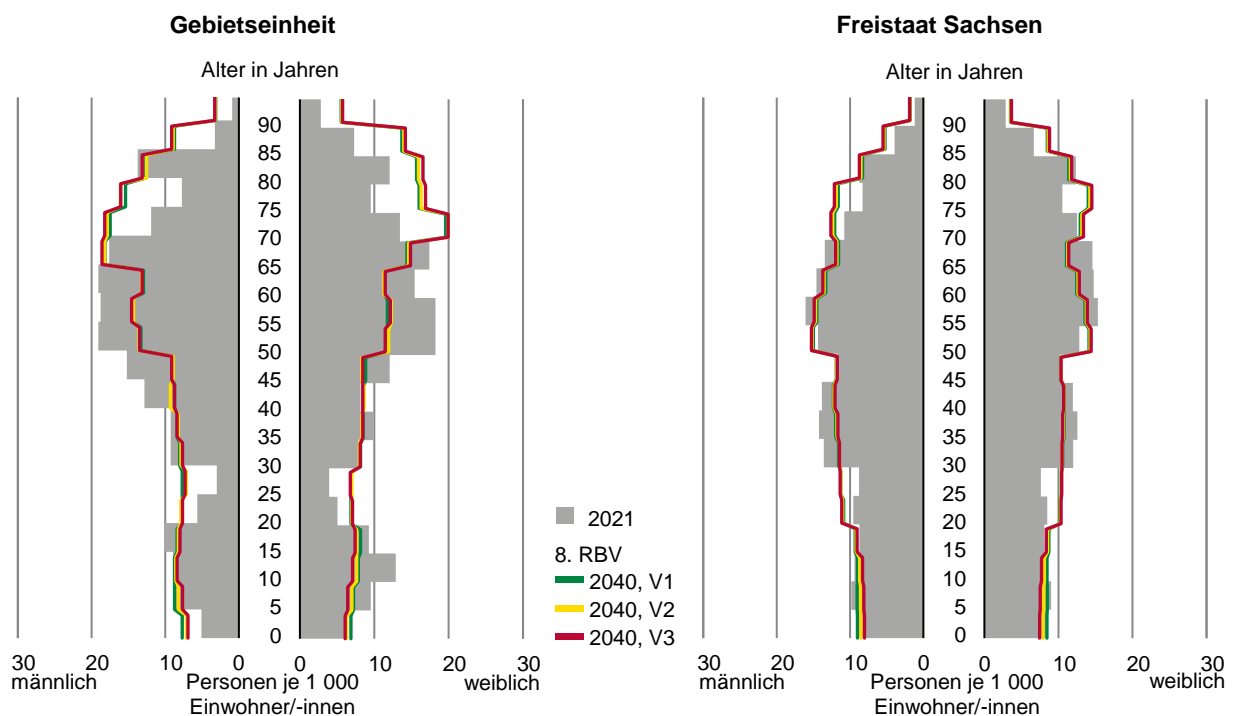 Gebietseinheit
Alter in Jahren
90
85
80
75
70
65
60
55
50
45
40
35
30
25
20
15
10
5
0
30 20 10 0 0 10 20 30
männlich Personen je 1 000 weiblich
Einwohner/-innen
2021
8. RBV
2040, V1
2040, V2
2040, V3
Freistaat Sachsen
Alter in Jahren
90
85
80
75
70
65
60
55
50
45
40
35
30
25
20
15
10
5
0
30 20 10 0 0 10 20 30
männlich Personen je 1 000 weiblich
Einwohner/-innen